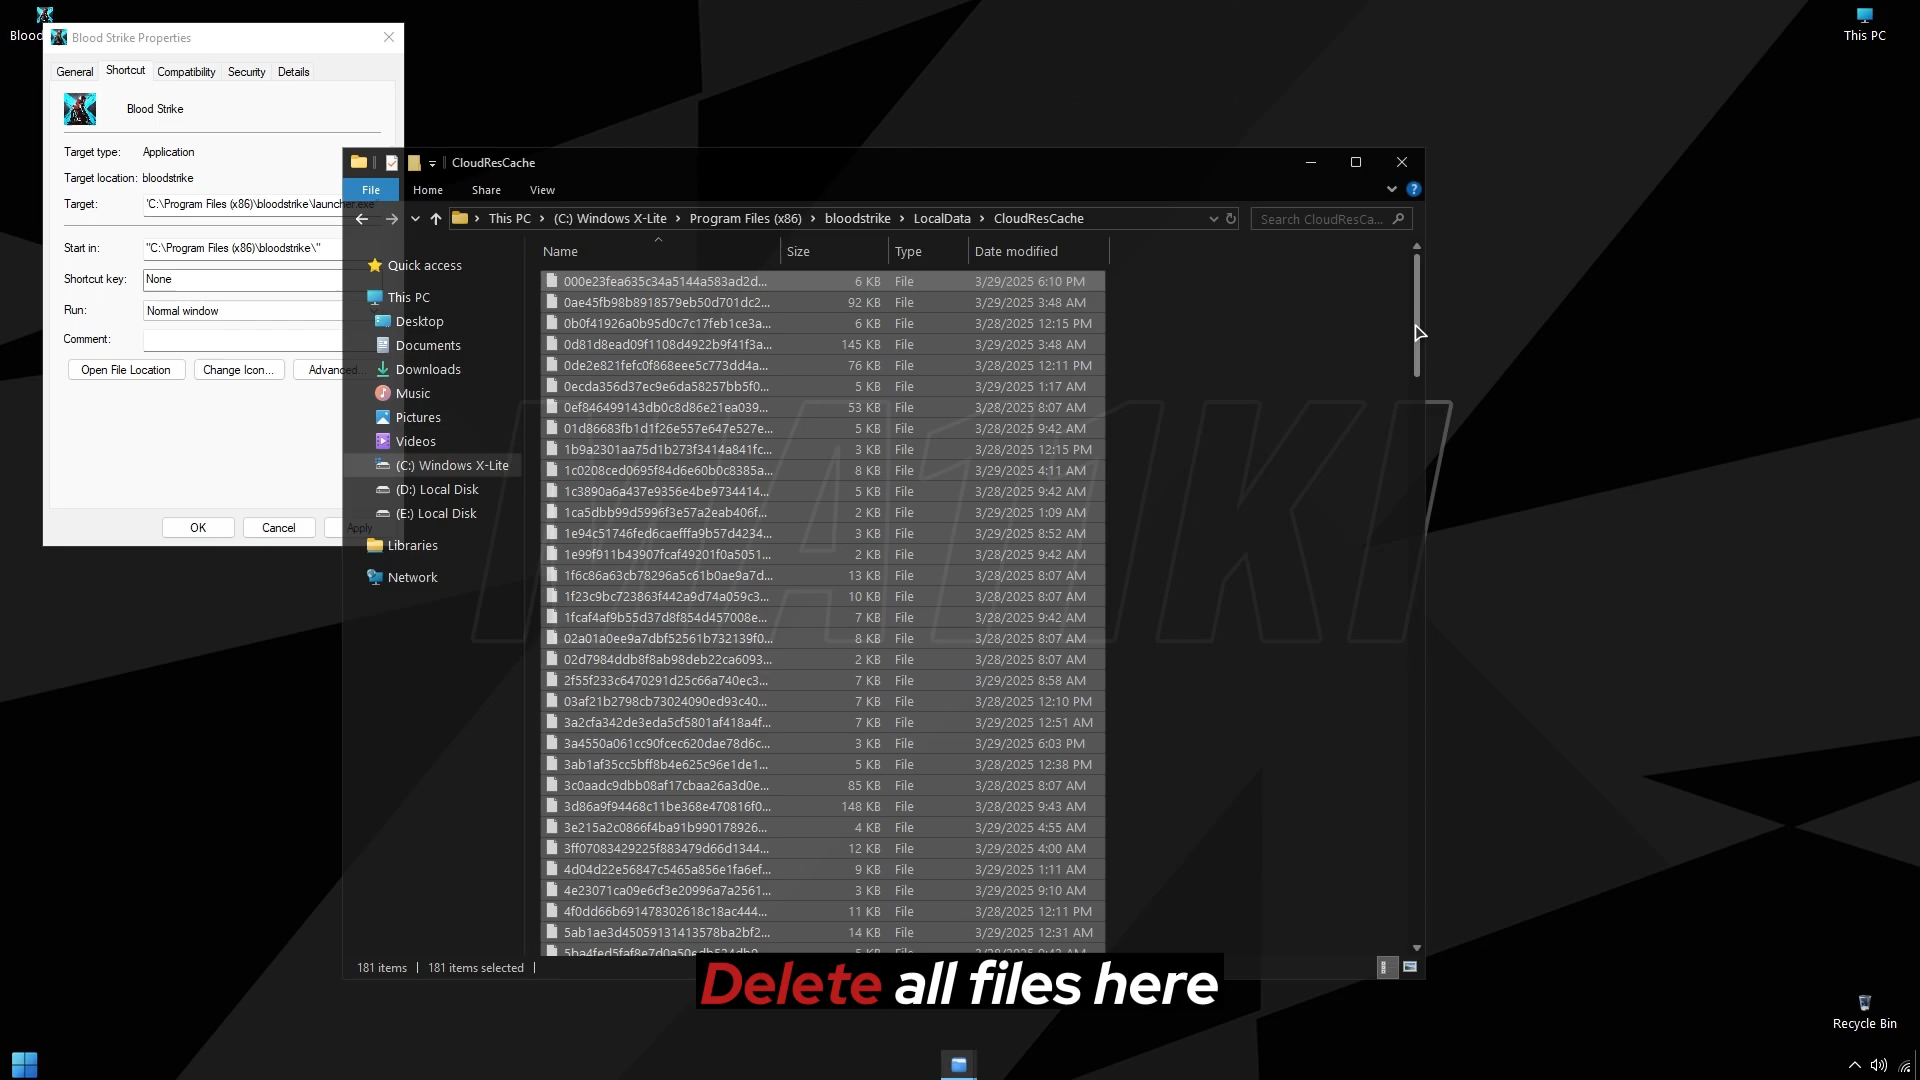 Blood
This PC
Blood Strike Properties
General Shortcut Compatibility Security Details
Blood Strike
Target type: Application
Target location: bloodstrike
Target: "C:\Program Files (x86)\bloodstrike\launcher.exe"
Start in: "C:\Program Files (x86)\bloodstrike\"
Shortcut key: None
Run: Normal window
Comment:
Open File Location Change Icon... Advanced...
OK Cancel Apply
CloudResCache
File Home Share View
This PC (C:) Windows X-Lite Program Files (x86) bloodstrike LocalData CloudResCache
Search CloudResCa...
Quick access
This PC
Desktop
Documents
Downloads
Music
Pictures
Videos
(C:) Windows X-Lite
(D:) Local Disk
(E:) Local Disk
Libraries
Network
Name Size Type Date modified
000e23fea635c34a5144a583ad2d... 6 KB File 3/29/2025 6:10 PM
0ae45fb98b8918579eb50d701dc2... 92 KB File 3/29/2025 3:48 AM
0b0f41926a0b95d0c7c17feb1ce3a... 6 KB File 3/28/2025 12:15 PM
0d81d8ead09f1108d4922b9f41f3a... 145 KB File 3/29/2025 3:48 AM
0de2e821fefc0f868eee5c773dd4a... 76 KB File 3/28/2025 12:11 PM
0ecda356d37ec9e6da58257bb5f0... 5 KB File 3/29/2025 1:17 AM
0ef846499143db0c8d86e21ea039... 53 KB File 3/28/2025 8:07 AM
01d86683fb1d1f26e557e647e527e... 5 KB File 3/28/2025 9:42 AM
1b9a2301aa75d1b273f3414a841fc... 3 KB File 3/28/2025 12:15 PM
1c0208ced0695f84d6e60b0c8385a... 8 KB File 3/29/2025 4:11 AM
1c3890a6a437e9356e4be9734414... 5 KB File 3/28/2025 9:42 AM
1ca5dbb99d5996f3e57a2eab406f... 2 KB File 3/28/2025 1:09 AM
1e94c51746fed6caefffa9b57d4234... 3 KB File 3/29/2025 8:52 AM
1e99f911b43907fcaf49201f0a5051... 2 KB File 3/28/2025 9:42 AM
1f6c86a63cb78296a5c61b0ae9a7d... 13 KB File 3/28/2025 8:07 AM
1f23c9bc723863f442a9d74a059c3... 10 KB File 3/28/2025 8:07 AM
1fcaf4af9b55d37d8f854d457008e... 7 KB File 3/28/2025 9:42 AM
02a01a0ee9a7dbf52561b732139f0... 8 KB File 3/28/2025 8:07 AM
02d7984ddb8f8ab98deb22ca6093... 2 KB File 3/28/2025 8:07 AM
2f55f233c6470291d25c66a740ec3... 7 KB File 3/29/2025 8:58 AM
03af21b2798cb73024090ed93c40... 7 KB File 3/28/2025 12:10 PM
3a2cfa342de3eda5cf5801af418a4f... 7 KB File 3/29/2025 12:51 AM
3a4550a061cc90fcec620dae78d6c... 3 KB File 3/29/2025 6:03 PM
3ab1af35cc5bff8b4e625c96e1de1... 5 KB File 3/28/2025 12:38 PM
3c0aadc9dbb08af17cbaa26a3d0e... 85 KB File 3/28/2025 8:07 AM
3d86a9f94468c11be368e470816f0... 148 KB File 3/28/2025 9:43 AM
3e215a2c0866f4ba91b990178926... 4 KB File 3/29/2025 4:55 AM
3ff07083429225f883479d66d1344... 12 KB File 3/29/2025 4:00 AM
4d04d22e56847c5465a856e1fa6ef... 9 KB File 3/29/2025 1:11 AM
4e23071ca09e6cf3e20996a7a2561... 3 KB File 3/29/2025 9:10 AM
4f0dd66b691478302618c18ac444... 11 KB File 3/28/2025 12:11 PM
5ab1ae3d45059131413578ba2bf2... 14 KB File 3/29/2025 12:31 AM
181 items 181 items selected
Delete all files here
Recycle Bin